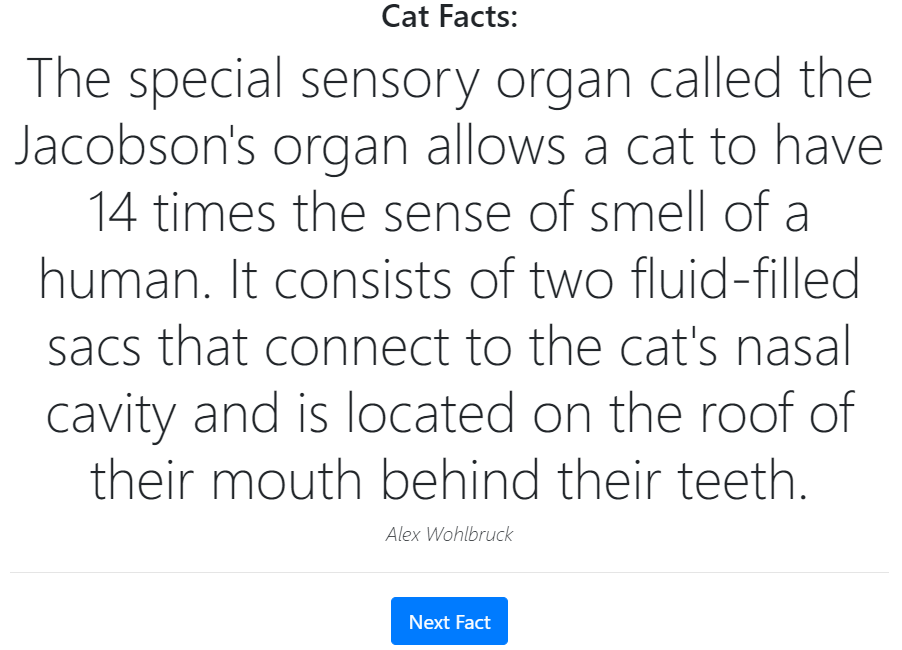 Cat Facts:
The special sensory organ called the
Jacobson's organ allows a cat to have
14 times the sense of smell of a
human. It consists of two fluid-filled
sacs that connect to the cat's nasal
cavity and is located on the roof of
their mouth behind their teeth.
Alex Wohlbruck
Next Fact